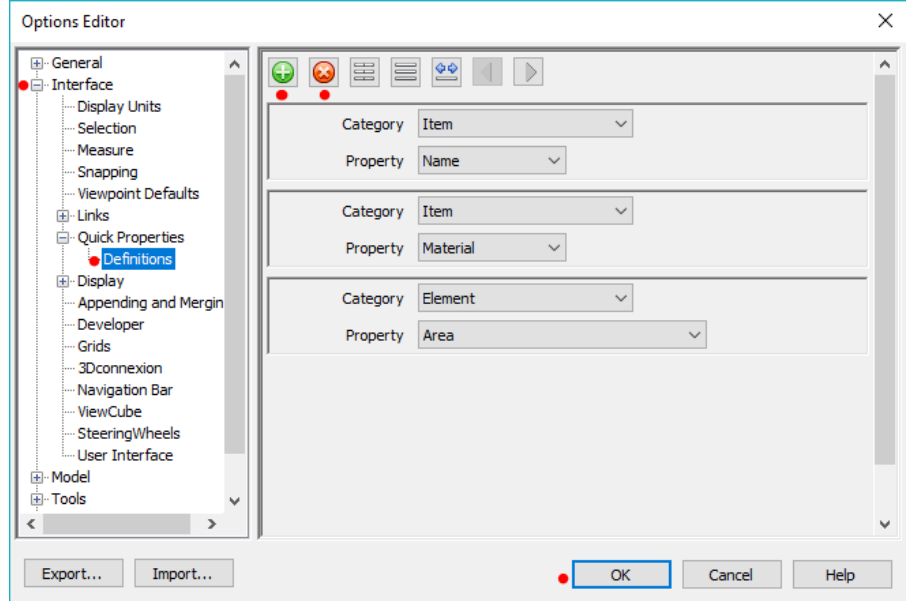 Options Editor
General
Interface
Display Units
Selection
Measure
Snapping
Viewpoint Defaults
Links
Quick Properties
Definitions
Display
Appending and Mergin
Developer
Grids
3Dconnexion
Navigation Bar
ViewCube
SteeringWheels
User Interface
Model
Tools
Category Item
Property Name
Category Item
Property Material
Category Element
Property Area
Export... Import... OK Cancel Help